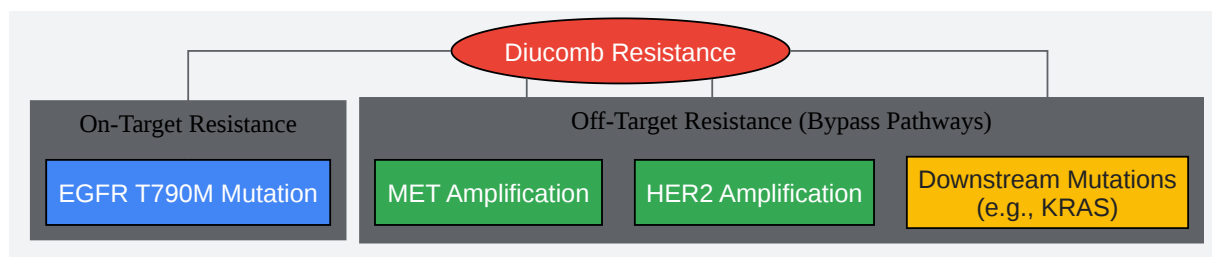 Diucomb Resistance
On-Target Resistance
EGFR T790M Mutation
Off-Target Resistance (Bypass Pathways)
MET Amplification
HER2 Amplification
Downstream Mutations
(e.g., KRAS)